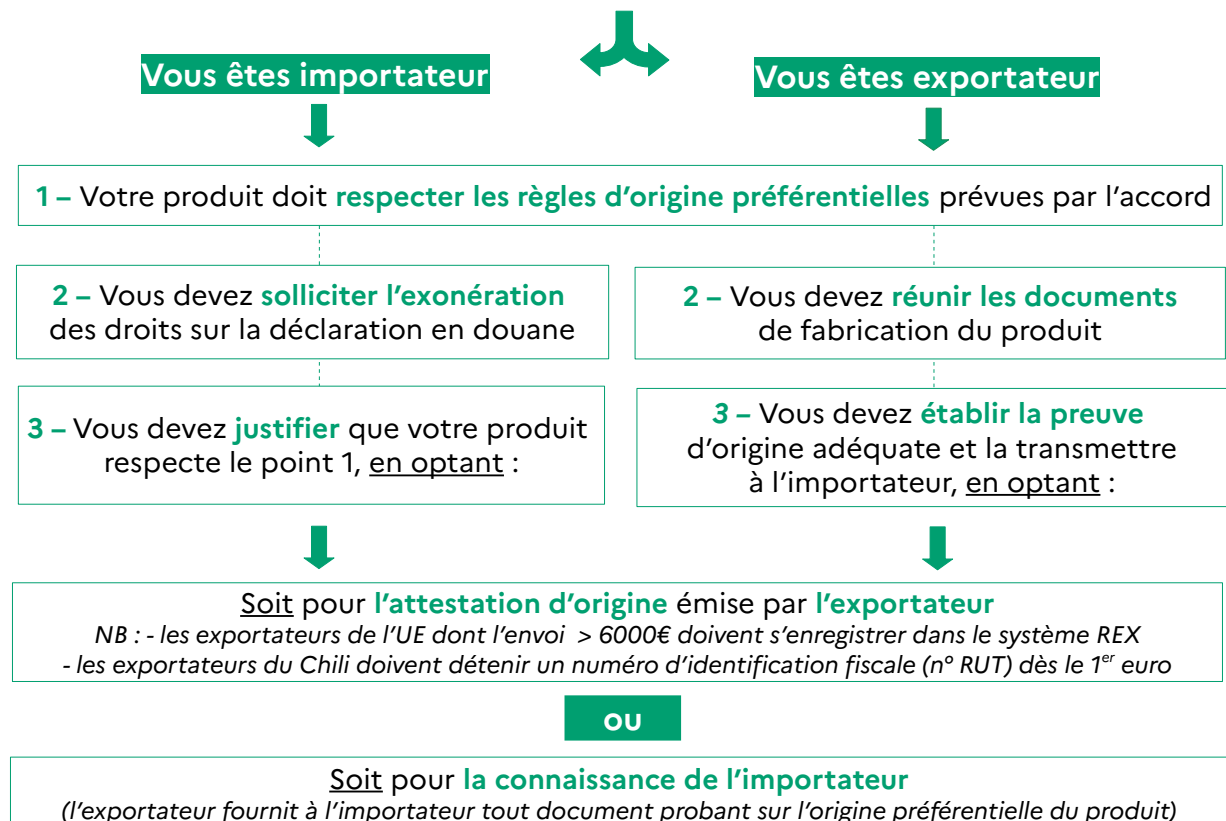 Vous êtes importateur
Vous êtes exportateur
1 – Votre produit doit respecter les règles d'origine préférentielles prévues par l'accord
2 – Vous devez solliciter l'exonération
des droits sur la déclaration en douane
2 – Vous devez réunir les documents
de fabrication du produit
3 – Vous devez justifier que votre produit
respecte le point 1, en optant :
3 – Vous devez établir la preuve
d'origine adéquate et la transmettre
à l'importateur, en optant :
Soit pour l'attestation d'origine émise par l'exportateur
NB : - les exportateurs de l'UE dont l'envoi > 6000€ doivent s'enregistrer dans le système REX
- les exportateurs du Chili doivent détenir un numéro d'identification fiscale (n° RUT) dès le 1er euro
ou
Soit pour la connaissance de l'importateur
(l'exportateur fournit à l'importateur tout document probant sur l'origine préférentielle du produit)